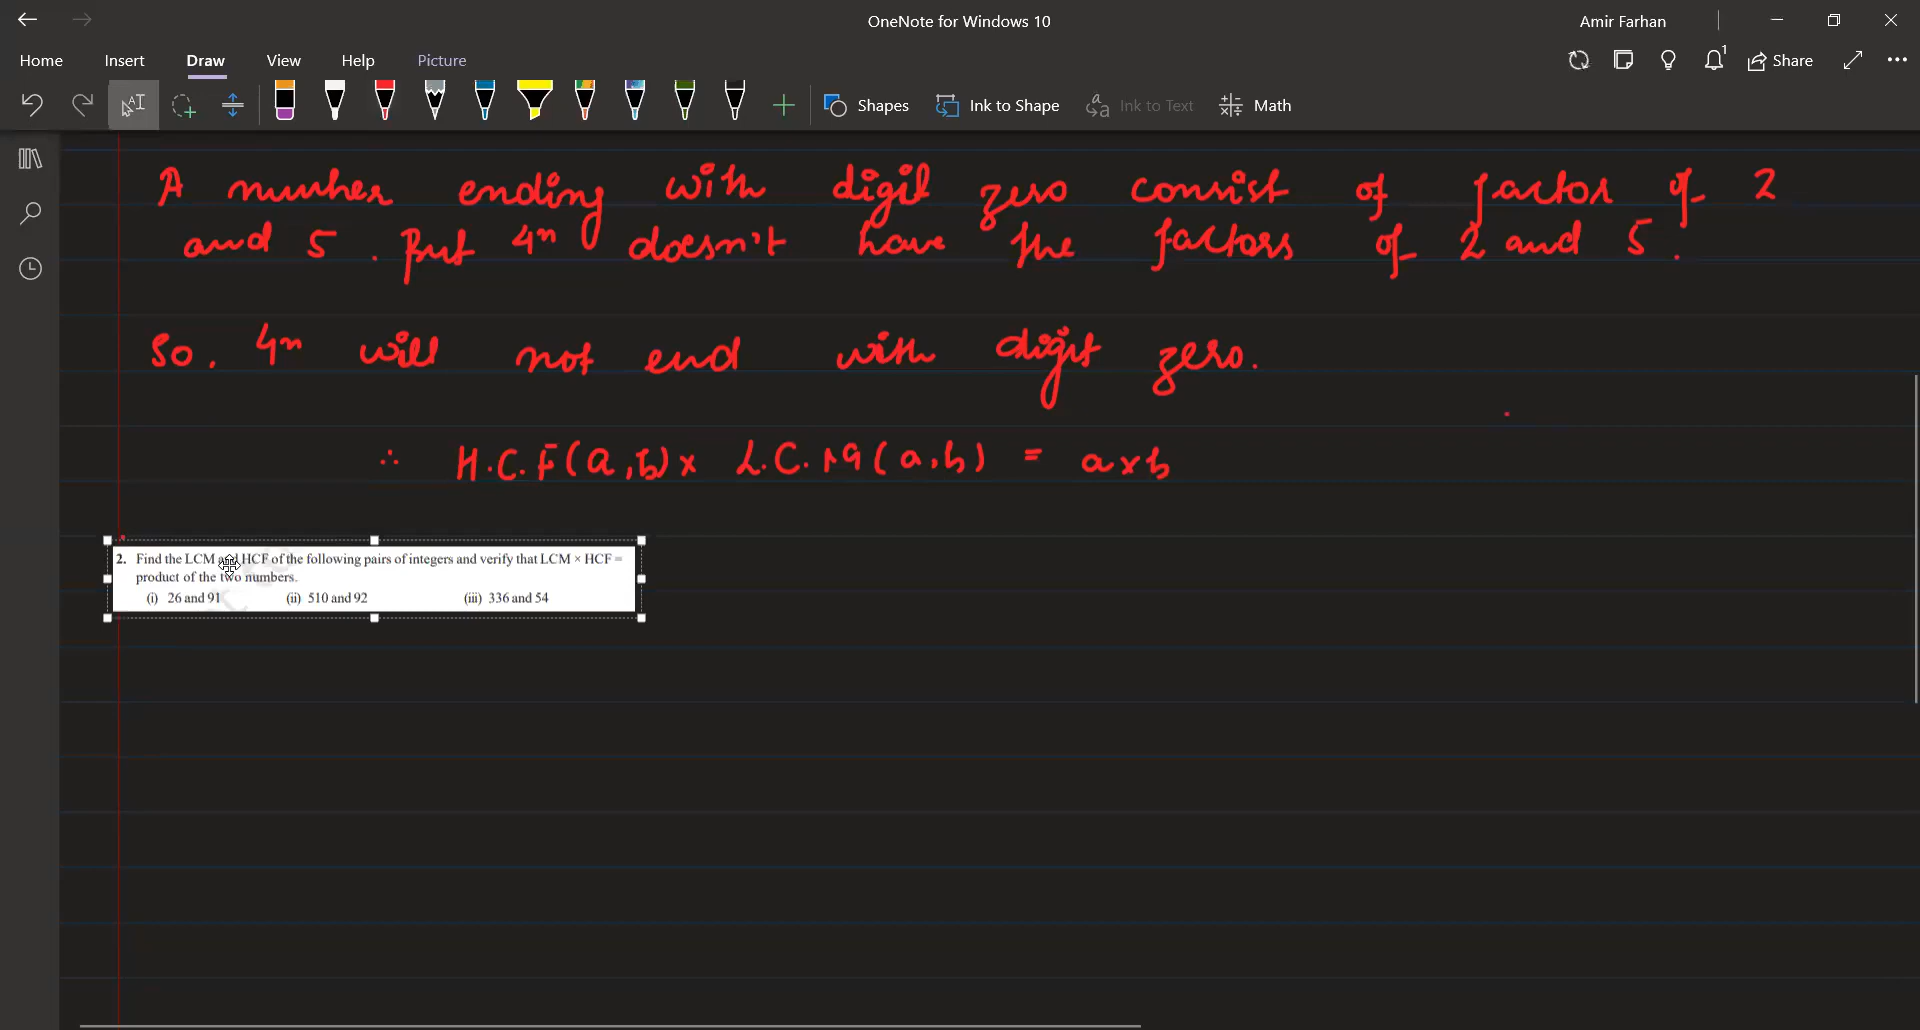 OneNote for Windows 10
Amir Farhan
Home Insert Draw View Help Picture
1
Share
Shapes Ink to Shape Ink to Text Math
A number ending with digit zero consist of factor of 2
and 5 . But 4ⁿ doesn't have the factors of 2 and 5 .
So. 4ⁿ will not end with digit zero.
∴ H.C.F(a,b)x L.C.M(a,b) = axb
2. Find the LCM and HCF of the following pairs of integers and verify that LCM × HCF =
product of the two numbers.
(i) 26 and 91 (ii) 510 and 92 (iii) 336 and 54